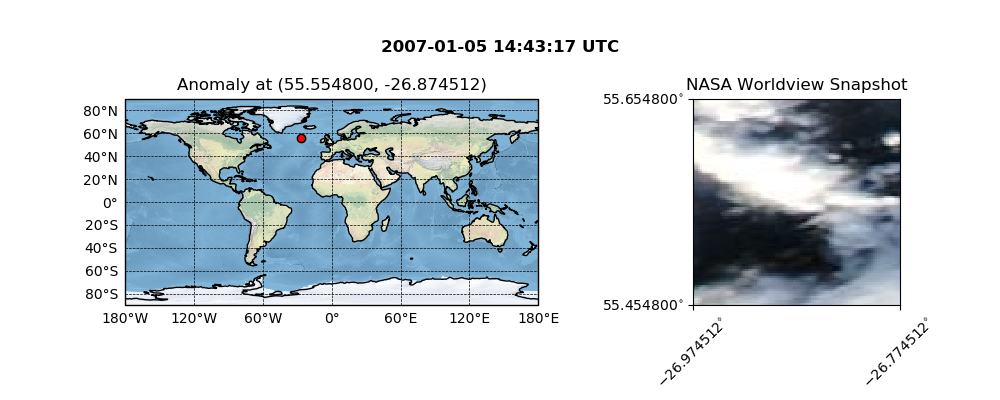 2007-01-05 14:43:17 UTC
Anomaly at (55.554800, -26.874512)
80°N
60°N
40°N
20°N
0°
20°S
40°S
60°S
80°S
180°W 120°W 60°W 0° 60°E 120°E 180°E
NASA Worldview Snapshot
55.654800°
55.454800°
−26.974512°
−26.774512°